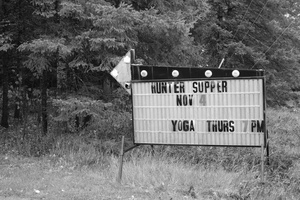 HUNTER SUPPER
NOV 4
YOGA THURS 7PM